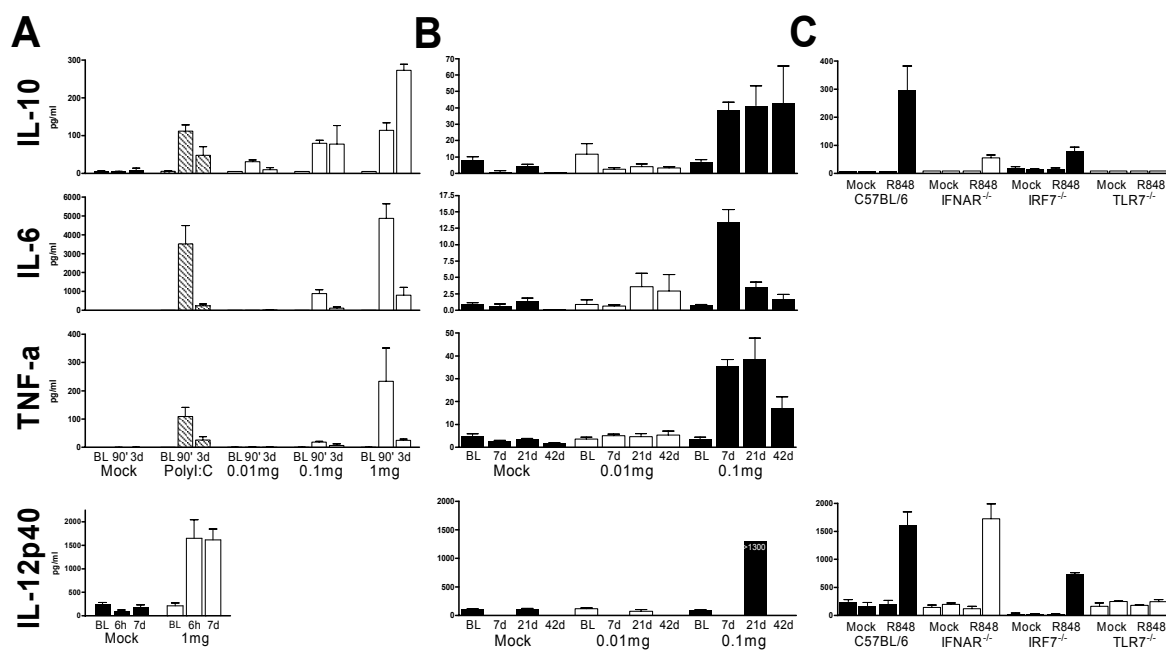 A B C
IL-10
pg/ml
300
200
100
0
70
60
50
40
30
20
10
0
400
300
200
100
0
Mock R848 Mock R848 Mock R848 Mock R848
C57BL/6 IFNAR-/- IRF7-/- TLR7-/-
IL-6
pg/ml
6000
5000
4000
3000
2000
1000
0
17.5
15.0
12.5
10.0
7.5
5.0
2.5
0.0
TNF-a
pg/ml
400
300
200
100
0
50
40
30
20
10
0
BL 90' 3d BL 90' 3d BL 90' 3d BL 90' 3d BL 90' 3d
Mock PolyI:C 0.01mg 0.1mg 1mg
BL 7d 21d 42d BL 7d 21d 42d BL 7d 21d 42d
Mock 0.01mg 0.1mg
IL-12p40
pg/ml
2000
1500
1000
500
0
BL 6h 7d BL 6h 7d
Mock 1mg
2000
1500
1000
500
0
>1300
BL 7d 21d 42d BL 7d 21d 42d BL 7d 21d 42d
Mock 0.01mg 0.1mg
2000
1500
1000
500
0
Mock R848 Mock R848 Mock R848 Mock R848
C57BL/6 IFNAR-/- IRF7-/- TLR7-/-